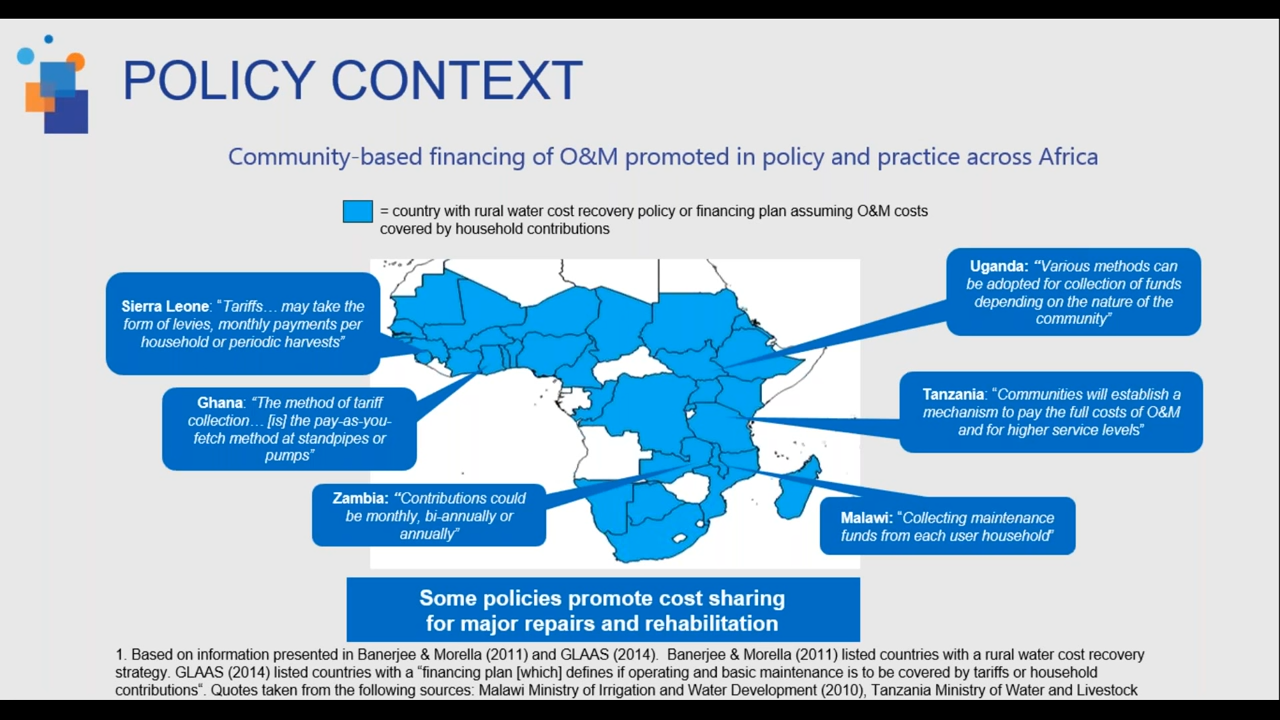 POLICY CONTEXT
Community-based financing of O&M promoted in policy and practice across Africa
= country with rural water cost recovery policy or financing plan assuming O&M costs
covered by household contributions
Sierra Leone: “Tariffs… may take the
form of levies, monthly payments per
household or periodic harvests”
Ghana: “The method of tariff
collection… [is] the pay-as-you-
fetch method at standpipes or
pumps”
Zambia: “Contributions could
be monthly, bi-annually or
annually”
Uganda: “Various methods can
be adopted for collection of funds
depending on the nature of the
community”
Tanzania: “Communities will establish a
mechanism to pay the full costs of O&M
and for higher service levels”
Malawi: “Collecting maintenance
funds from each user household”
Some policies promote cost sharing
for major repairs and rehabilitation
1. Based on information presented in Banerjee & Morella (2011) and GLAAS (2014). Banerjee & Morella (2011) listed countries with a rural water cost recovery
strategy. GLAAS (2014) listed countries with a “financing plan [which] defines if operating and basic maintenance is to be covered by tariffs or household
contributions“. Quotes taken from the following sources: Malawi Ministry of Irrigation and Water Development (2010), Tanzania Ministry of Water and Livestock